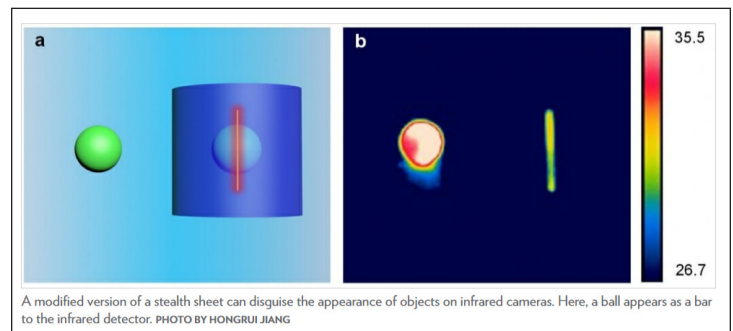 a
b
35.5
26.7
A modified version of a stealth sheet can disguise the appearance of objects on infrared cameras. Here, a ball appears as a bar
to the infrared detector. PHOTO BY HONGRUI JIANG